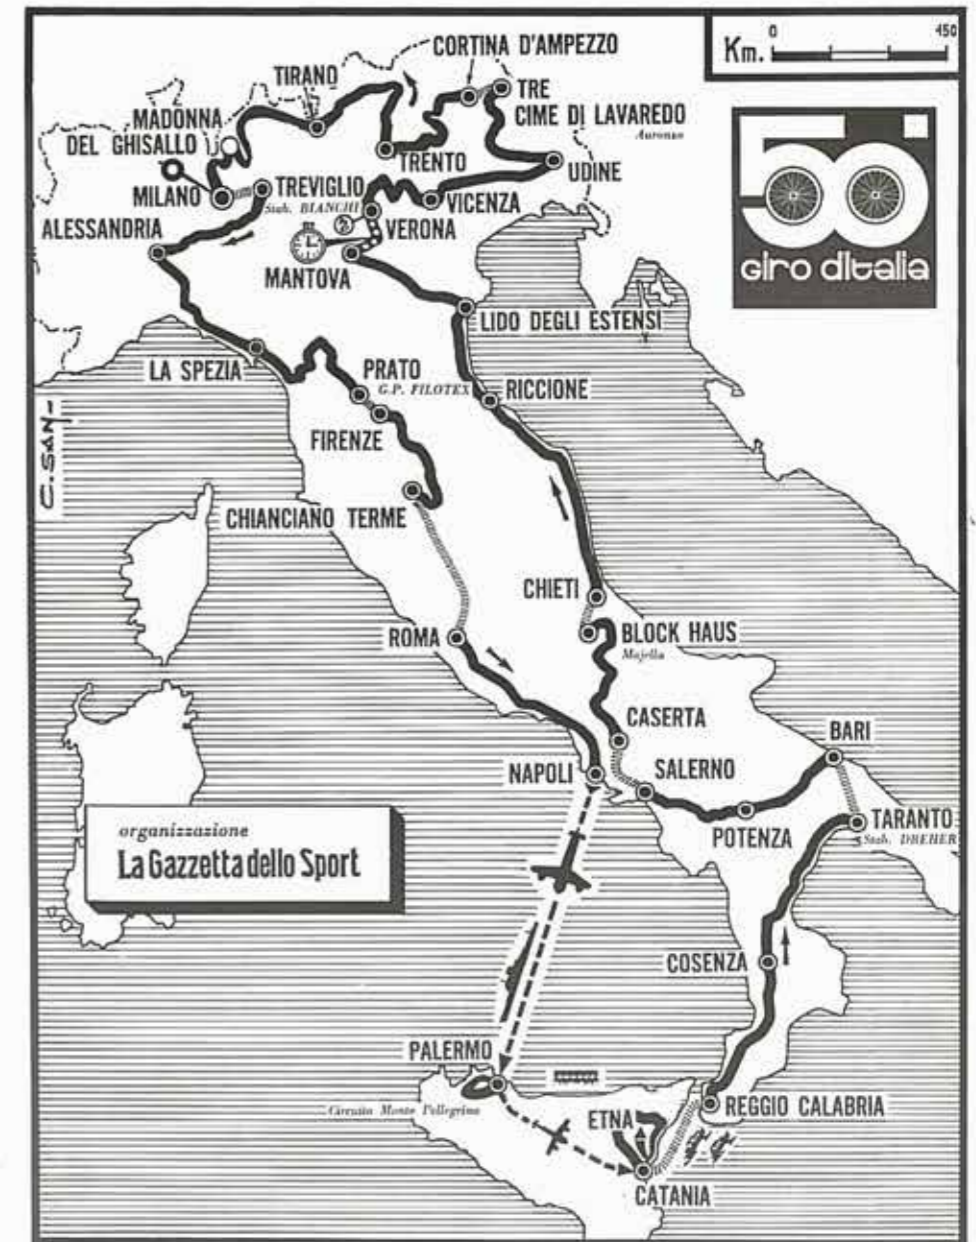 Km.
0
450
CORTINA D'AMPEZZO
TIRANO
TRE
CIME DI LAVAREDO
Auronzo
MADONNA
DEL GHISALLO
TRENTO
UDINE
MILANO
TREVIGLIO
Stab. BIANCHI
VICENZA
ALESSANDRIA
VERONA
MANTOVA
50
Giro d'italia
LIDO DEGLI ESTENSI
LA SPEZIA
PRATO
G.P. FILOTEX
RICCIONE
FIRENZE
C. SAN-
CHIANCIANO TERME
CHIETI
ROMA
BLOCK HAUS
Majella
CASERTA
BARI
NAPOLI
SALERNO
POTENZA
TARANTO
Stab. DREHER
organizzazione
La Gazzetta dello Sport
COSENZA
PALERMO
Circuito Monte Pellegrino
ETNA
REGGIO CALABRIA
CATANIA